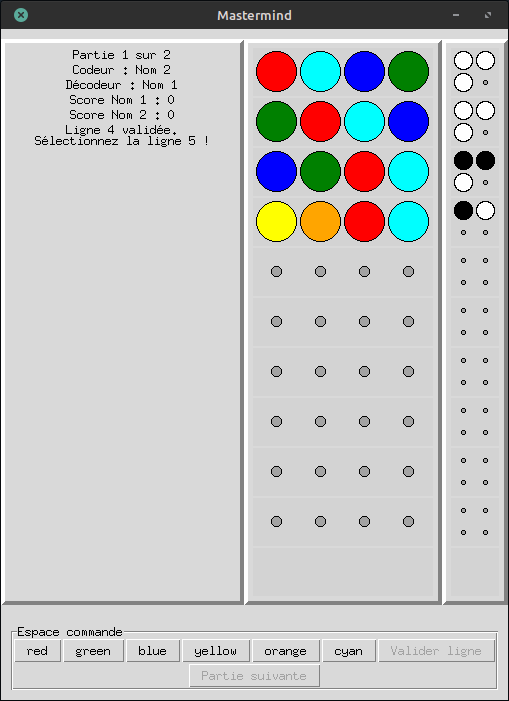 Mastermind
Partie 1 sur 2
Codeur : Nom 2
Décodeur : Nom 1
Score Nom 1 : 0
Score Nom 2 : 0
Ligne 4 validée.
Sélectionnez la ligne 5 !
Espace commande
red green blue yellow orange cyan Valider ligne
Partie suivante